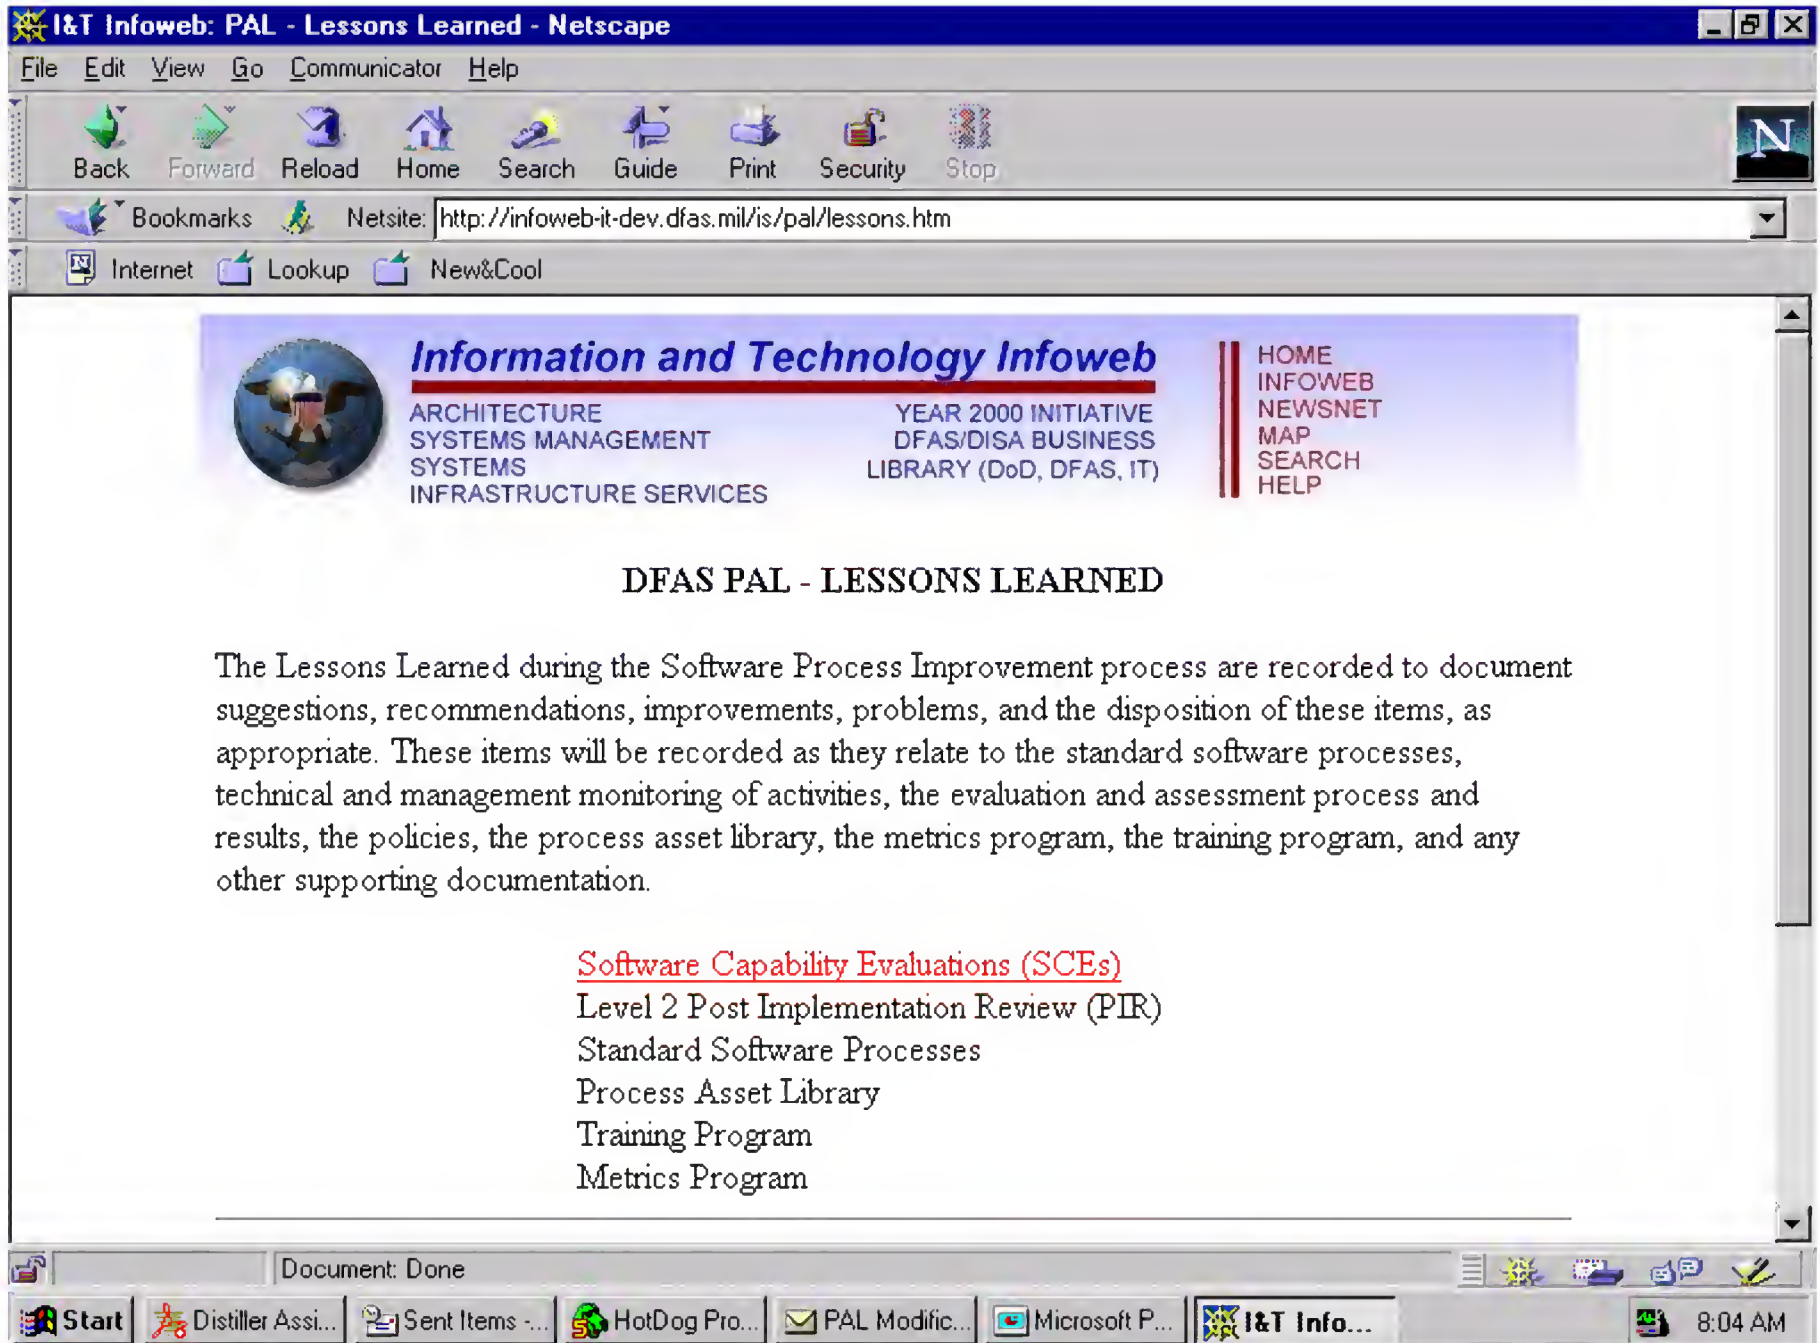 I&T Infoweb: PAL - Lessons Learned - Netscape
File Edit View Go Communicator Help
Back Forward Reload Home Search Guide Print Security Stop
N
Bookmarks Netsite: http://infoweb-it-dev.dfas.mil/is/pal/lessons.htm
Internet Lookup New&Cool
Information and Technology Infoweb
ARCHITECTURE
SYSTEMS MANAGEMENT
SYSTEMS
INFRASTRUCTURE SERVICES
YEAR 2000 INITIATIVE
DFAS/DISA BUSINESS
LIBRARY (DoD, DFAS, IT)
HOME
INFOWEB
NEWSNET
MAP
SEARCH
HELP
DFAS PAL - LESSONS LEARNED
The Lessons Learned during the Software Process Improvement process are recorded to document
suggestions, recommendations, improvements, problems, and the disposition of these items, as
appropriate. These items will be recorded as they relate to the standard software processes,
technical and management monitoring of activities, the evaluation and assessment process and
results, the policies, the process asset library, the metrics program, the training program, and any
other supporting documentation.
Software Capability Evaluations (SCEs)
Level 2 Post Implementation Review (PIR)
Standard Software Processes
Process Asset Library
Training Program
Metrics Program
Document: Done
Start Distiller Assi... Sent Items -... HotDog Pro... PAL Modific... Microsoft P... I&T Info... 8:04 AM